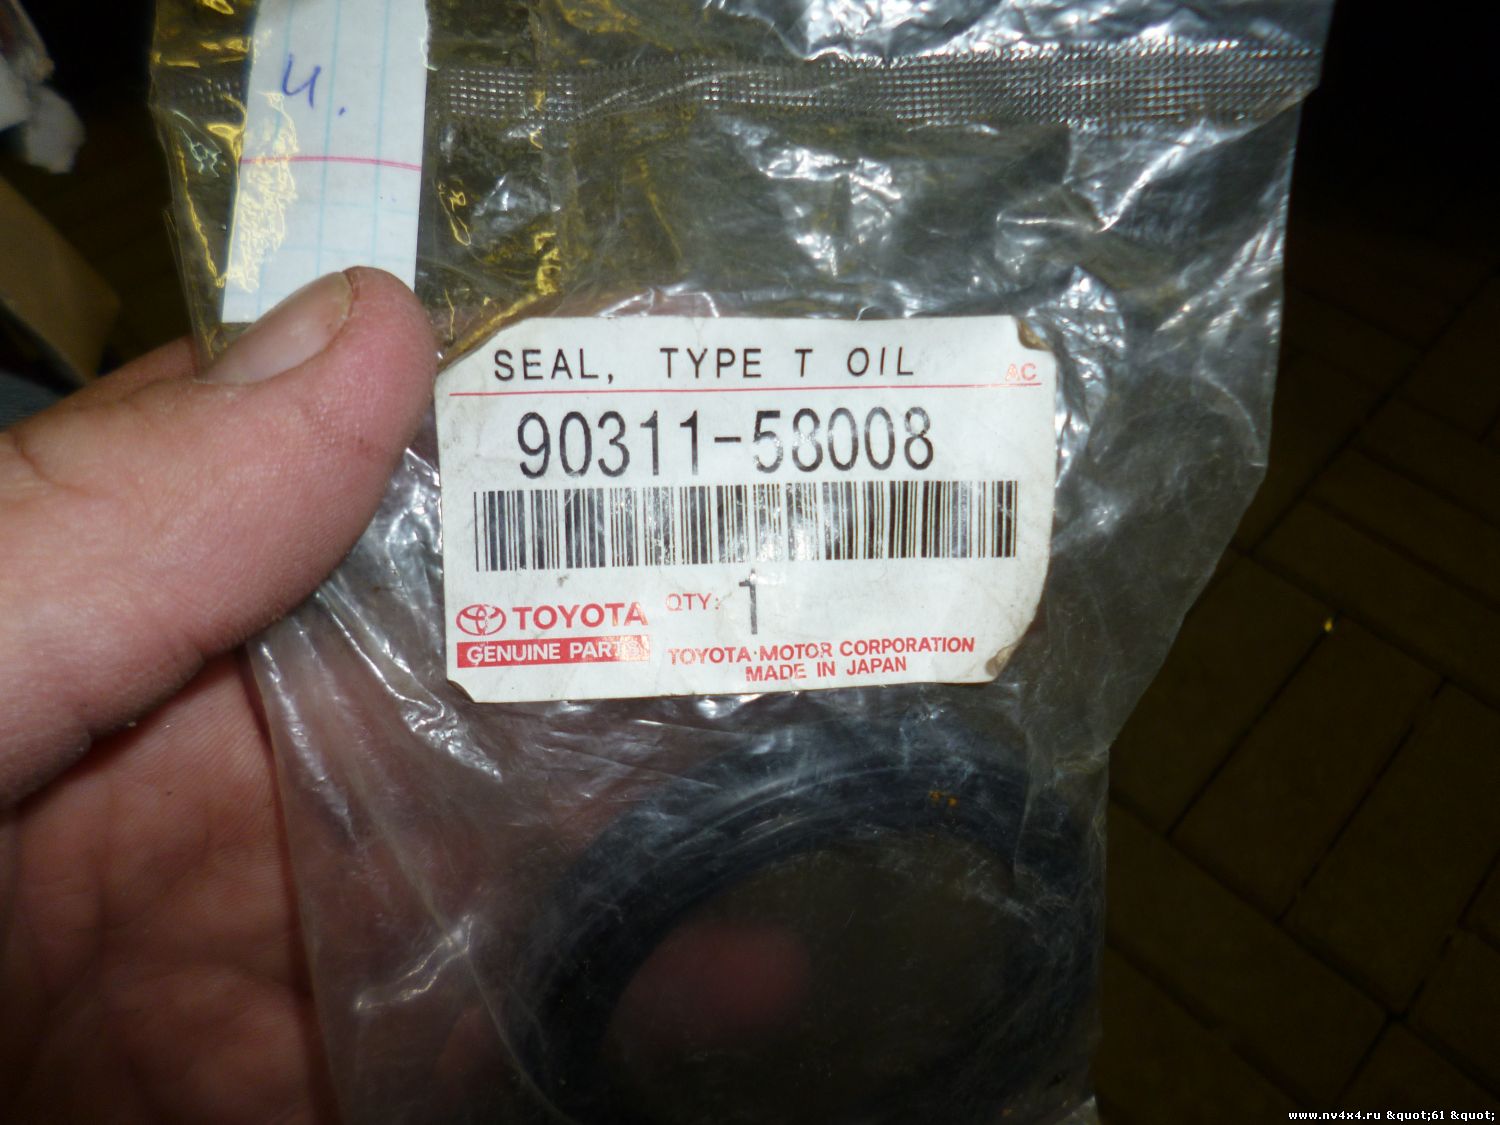 ч.
SEAL, TYPE T OIL
AC
90311-58008
TOYOTA
QTY: 1
GENUINE PARTS
TOYOTA MOTOR CORPORATION
MADE IN JAPAN
www.nv4x4.ru &quot;61 &quot;